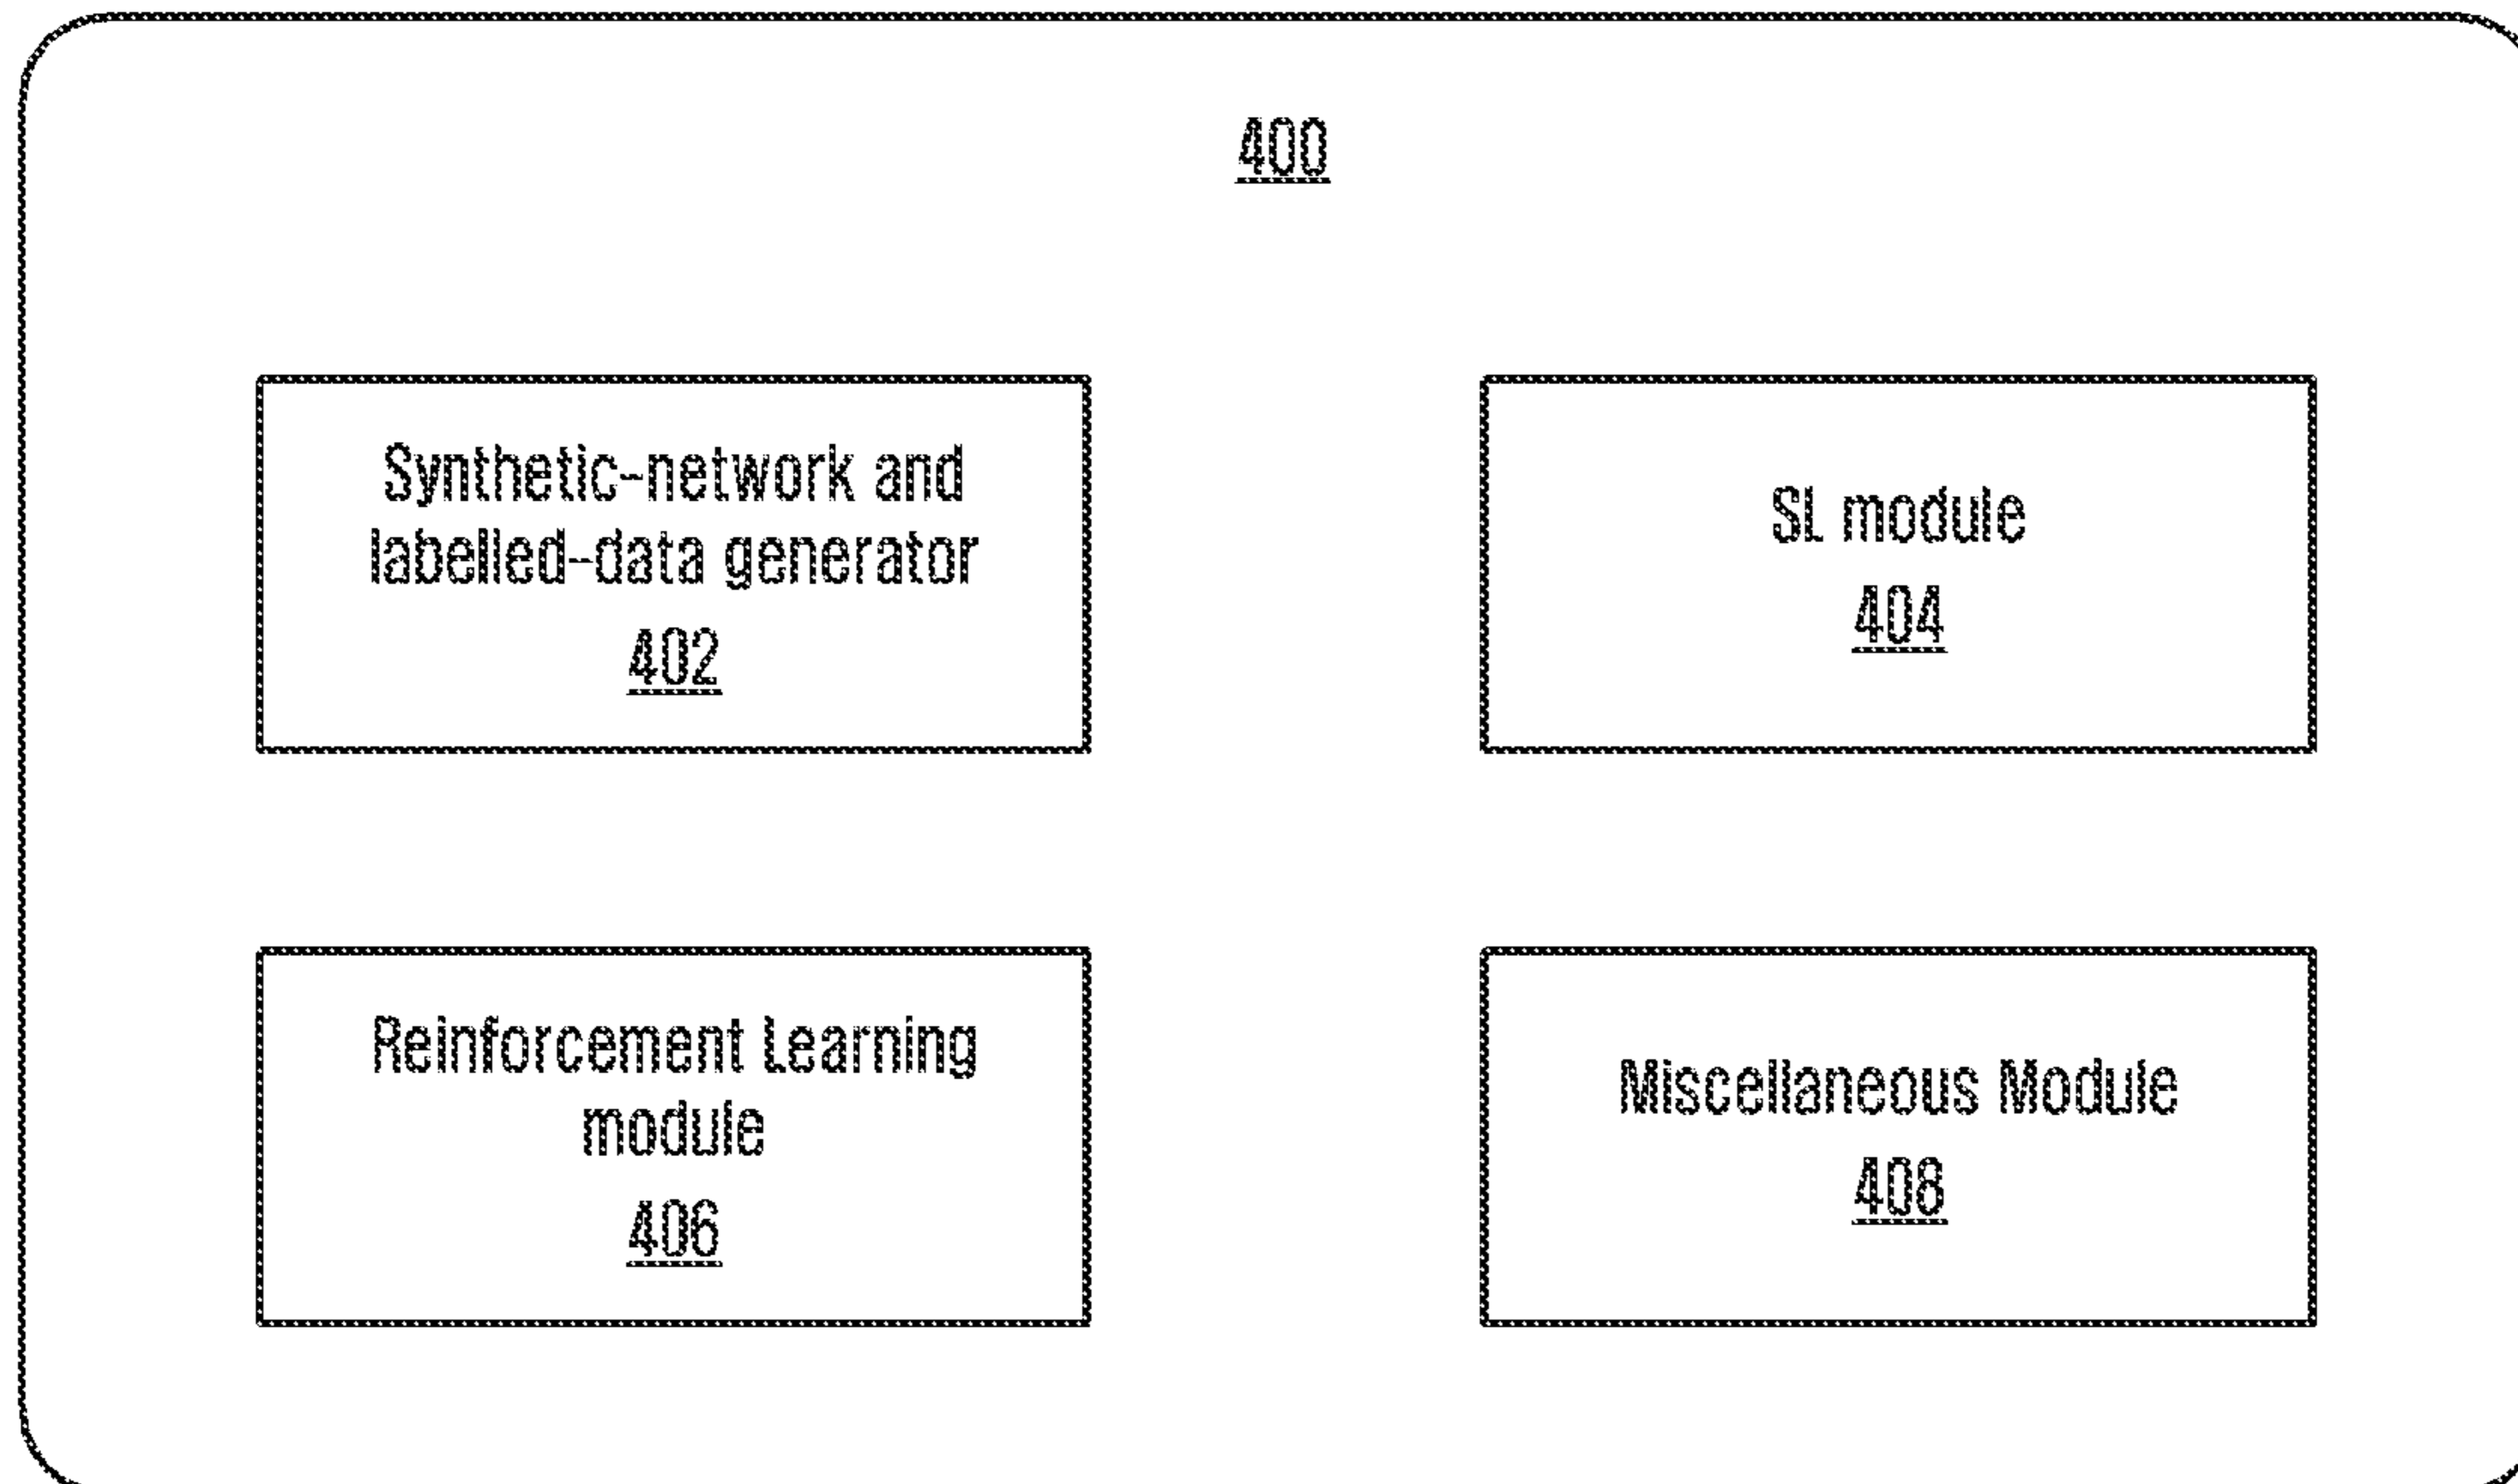 400
Synthetic-network and
labelled-data generator
402
SL module
404
Reinforcement Learning
module
406
Miscellaneous Module
408